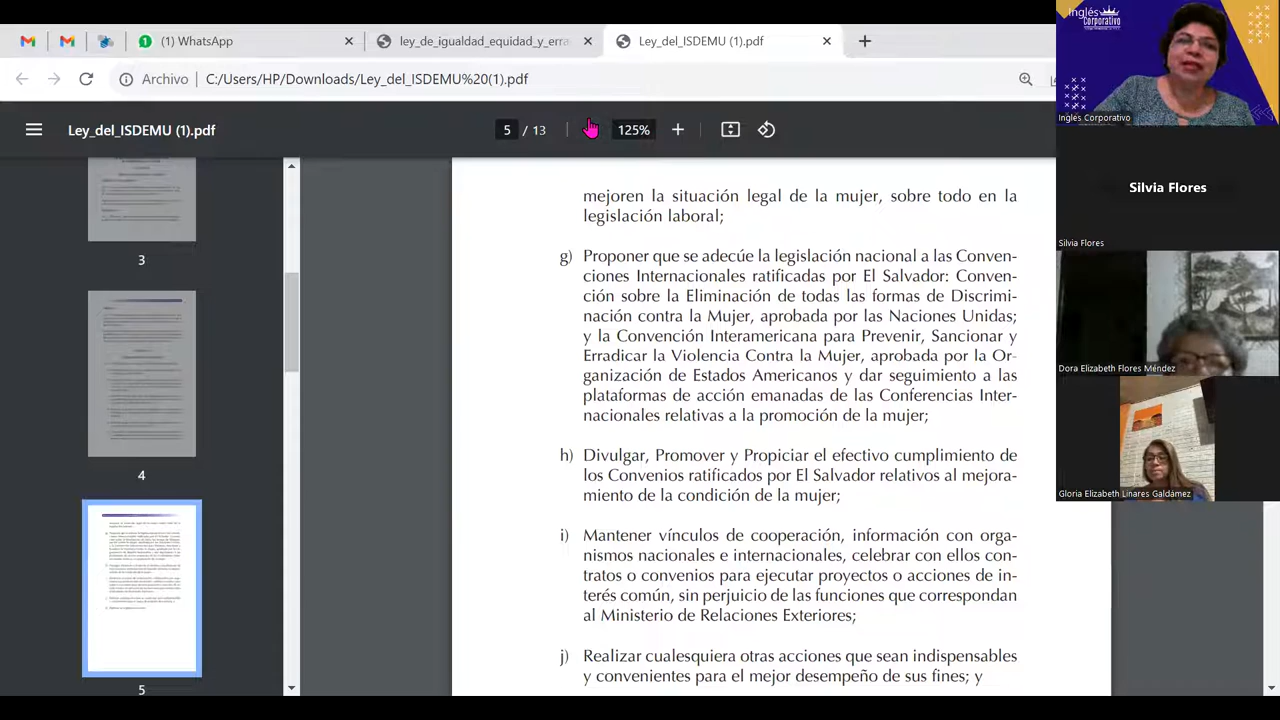 (1) WhatsApp
ley_de_igualdad_equidad_y_err
Ley_del_ISDEMU (1).pdf
Archivo
C:/Users/HP/Downloads/Ley_del_ISDEMU%20(1).pdf
Ley_del_ISDEMU (1).pdf
5 / 13
125%
3
4
5
mejoren la situación legal de la mujer, sobre todo en la
legislación laboral;
g) Proponer que se adecúe la legislación nacional a las Conven-
ciones Internacionales ratificadas por El Salvador: Conven-
ción sobre la Eliminación de todas las formas de Discrimi-
nación contra la Mujer, aprobada por las Naciones Unidas;
y la Convención Interamericana para Prevenir, Sancionar y
Erradicar la Violencia Contra la Mujer, aprobada por la Or-
ganización de Estados Americanos y dar seguimiento a las
plataformas de acción emanadas de las Conferencias Inter-
nacionales relativas a la promoción de la mujer;
h) Divulgar, Promover y Propiciar el efectivo cumplimiento de
los Convenios ratificados por El Salvador relativos al mejora-
miento de la condición de la mujer;
vínculos de con orga-
nismos nacionales e con ellos con-
o convenios para ejecutar proyectos o acciones de in-
terés común, sin perjuicio de las funciones que correspondan
al Ministerio de Relaciones Exteriores;
j) Realizar cualesquiera otras acciones que sean indispensables
y convenientes para el mejor desempeño de sus fines; y
Inglés
Corporativo
Inglés Corporativo
Silvia Flores
Silvia Flores
Dora Elizabeth Flores Méndez
Gloria Elizabeth Linares Galdámez